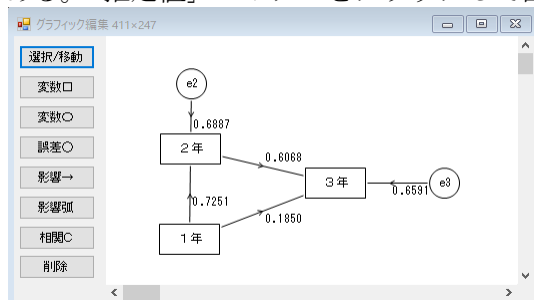 グラフィック編集 411×247
選択/移動
変数□
変数○
誤差○
影響→
影響弧
相関C
削除
e2
0.6887
2年
0.6068
3年
0.6591
e3
0.7251
0.1850
1年